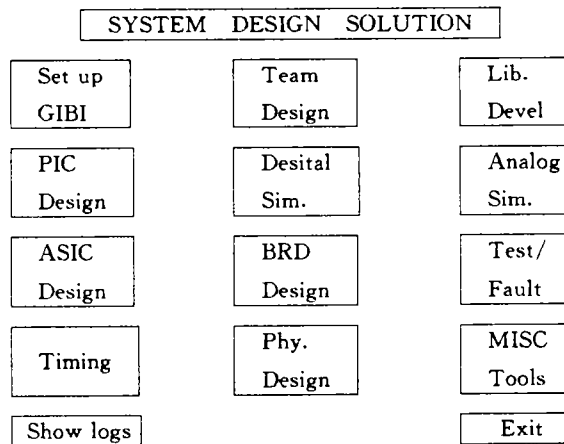 SYSTEM DESIGN SOLUTION
Set up
GIBI
Team
Design
Lib.
Devel
PIC
Design
Desital
Sim.
Analog
Sim.
ASIC
Design
BRD
Design
Test/
Fault
Timing
Phy.
Design
MISC
Tools
Show logs
Exit